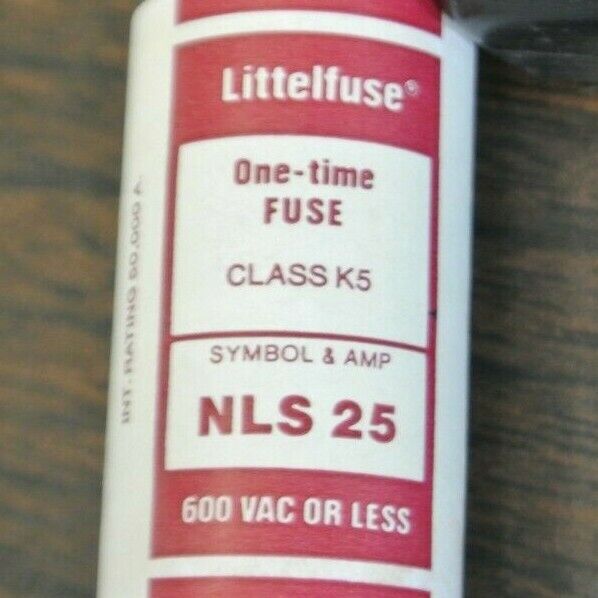 Littelfuse®
One-time
FUSE
CLASS K5
SYMBOL & AMP
NLS 25
600 VAC OR LESS
INT. RATING 50,000 A.